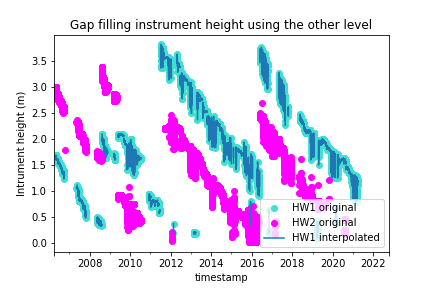 Gap filling instrument height using the other level
Intrument height (m)
3.5
3.0
2.5
2.0
1.5
1.0
0.5
0.0
HW1 original
HW2 original
HW1 interpolated
2008 2010 2012 2014 2016 2018 2020 2022
timestamp